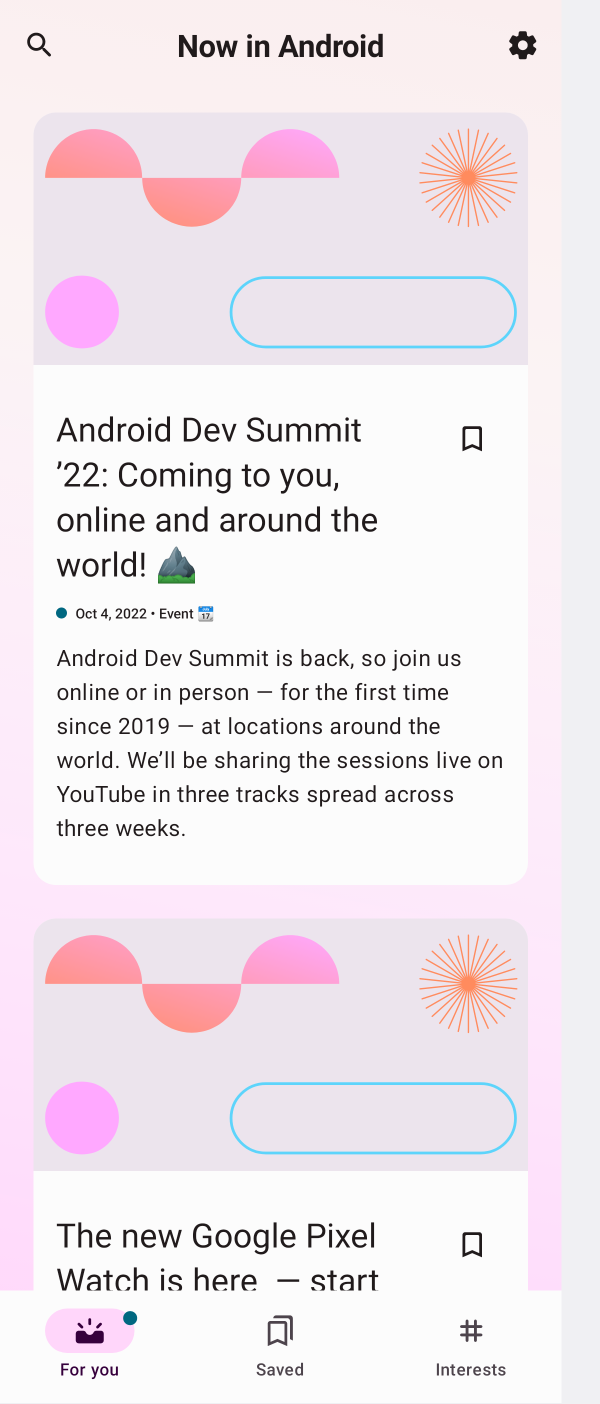 Now in Android
Android Dev Summit
’22: Coming to you,
online and around the
world! ⛰️
Oct 4, 2022 • Event 📆
Android Dev Summit is back, so join us
online or in person — for the first time
since 2019 — at locations around the
world. We’ll be sharing the sessions live on
YouTube in three tracks spread across
three weeks.
The new Google Pixel
Watch is here  — start
For you
Saved
Interests